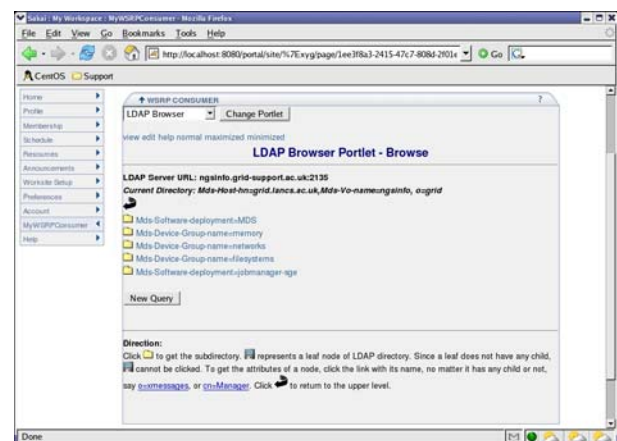 Sakai : My Workspace : MyWSRPConsumer - Mozilla Firefox
File Edit View Go Bookmarks Tools Help
http://localhost:8080/portal/site/%7Exyg/page/1ee3f8a3-2415-47c7-808d-2f01e
Go
CentOS Support
Home
Profile
Membership
Schedule
Resources
Announcements
Worksite Setup
Preferences
Account
MyWSRPConsumer
Help
WSRP CONSUMER ?
LDAP Browser Change Portlet
view edit help normal maximized minimized
LDAP Browser Portlet - Browse
LDAP Server URL: ngsinfo.grid-support.ac.uk:2135
Current Directory: Mds-Host-hn=grid.lancs.ac.uk,Mds-Vo-name=ngsinfo, o=grid
Mds-Software-deployment=MDS
Mds-Device-Group-name=memory
Mds-Device-Group-name=networks
Mds-Device-Group-name=filesystems
Mds-Software-deployment=jobmanager-sge
New Query
Direction:
Click to get the subdirectory. represents a leaf node of LDAP directory. Since a leaf does not have any child,
cannot be clicked. To get the attributes of a node, click the link with its name, no matter it has any child or not,
say o=xmessages, or cn=Manager. Click to return to the upper level.
Done